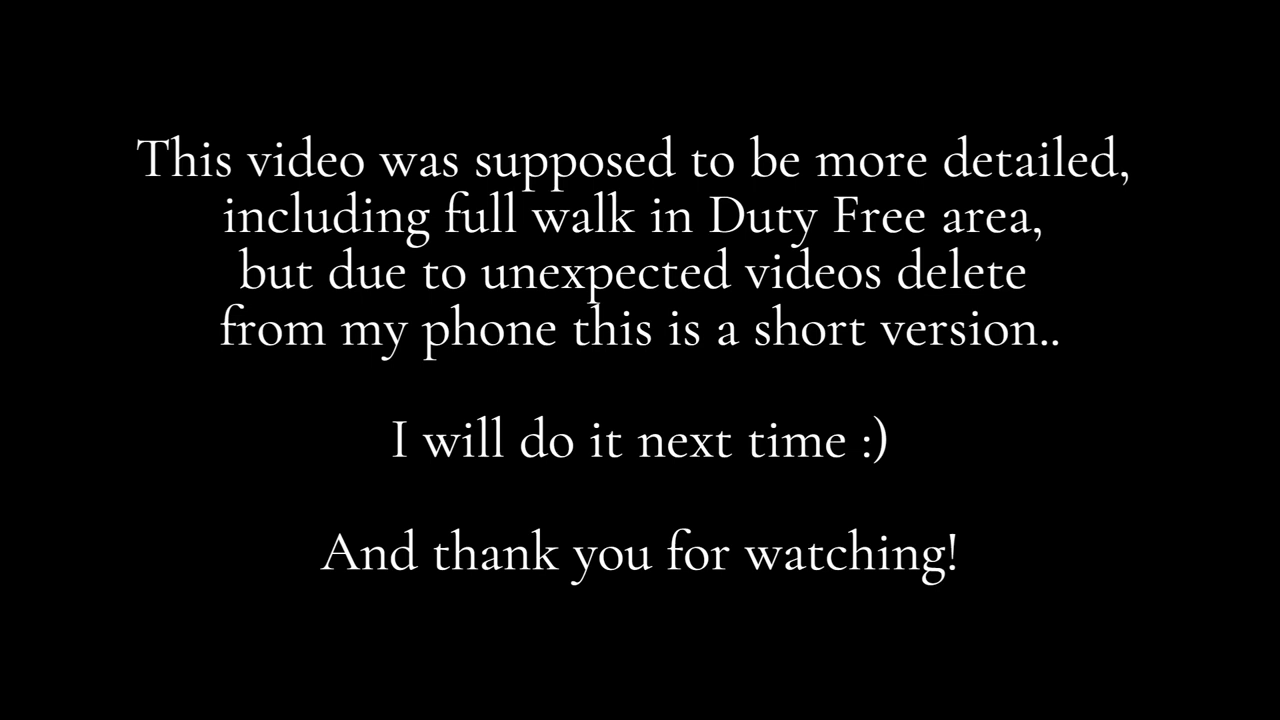 This video was supposed to be more detailed,
including full walk in Duty Free area,
but due to unexpected videos delete
from my phone this is a short version..
I will do it next time :)
And thank you for watching!